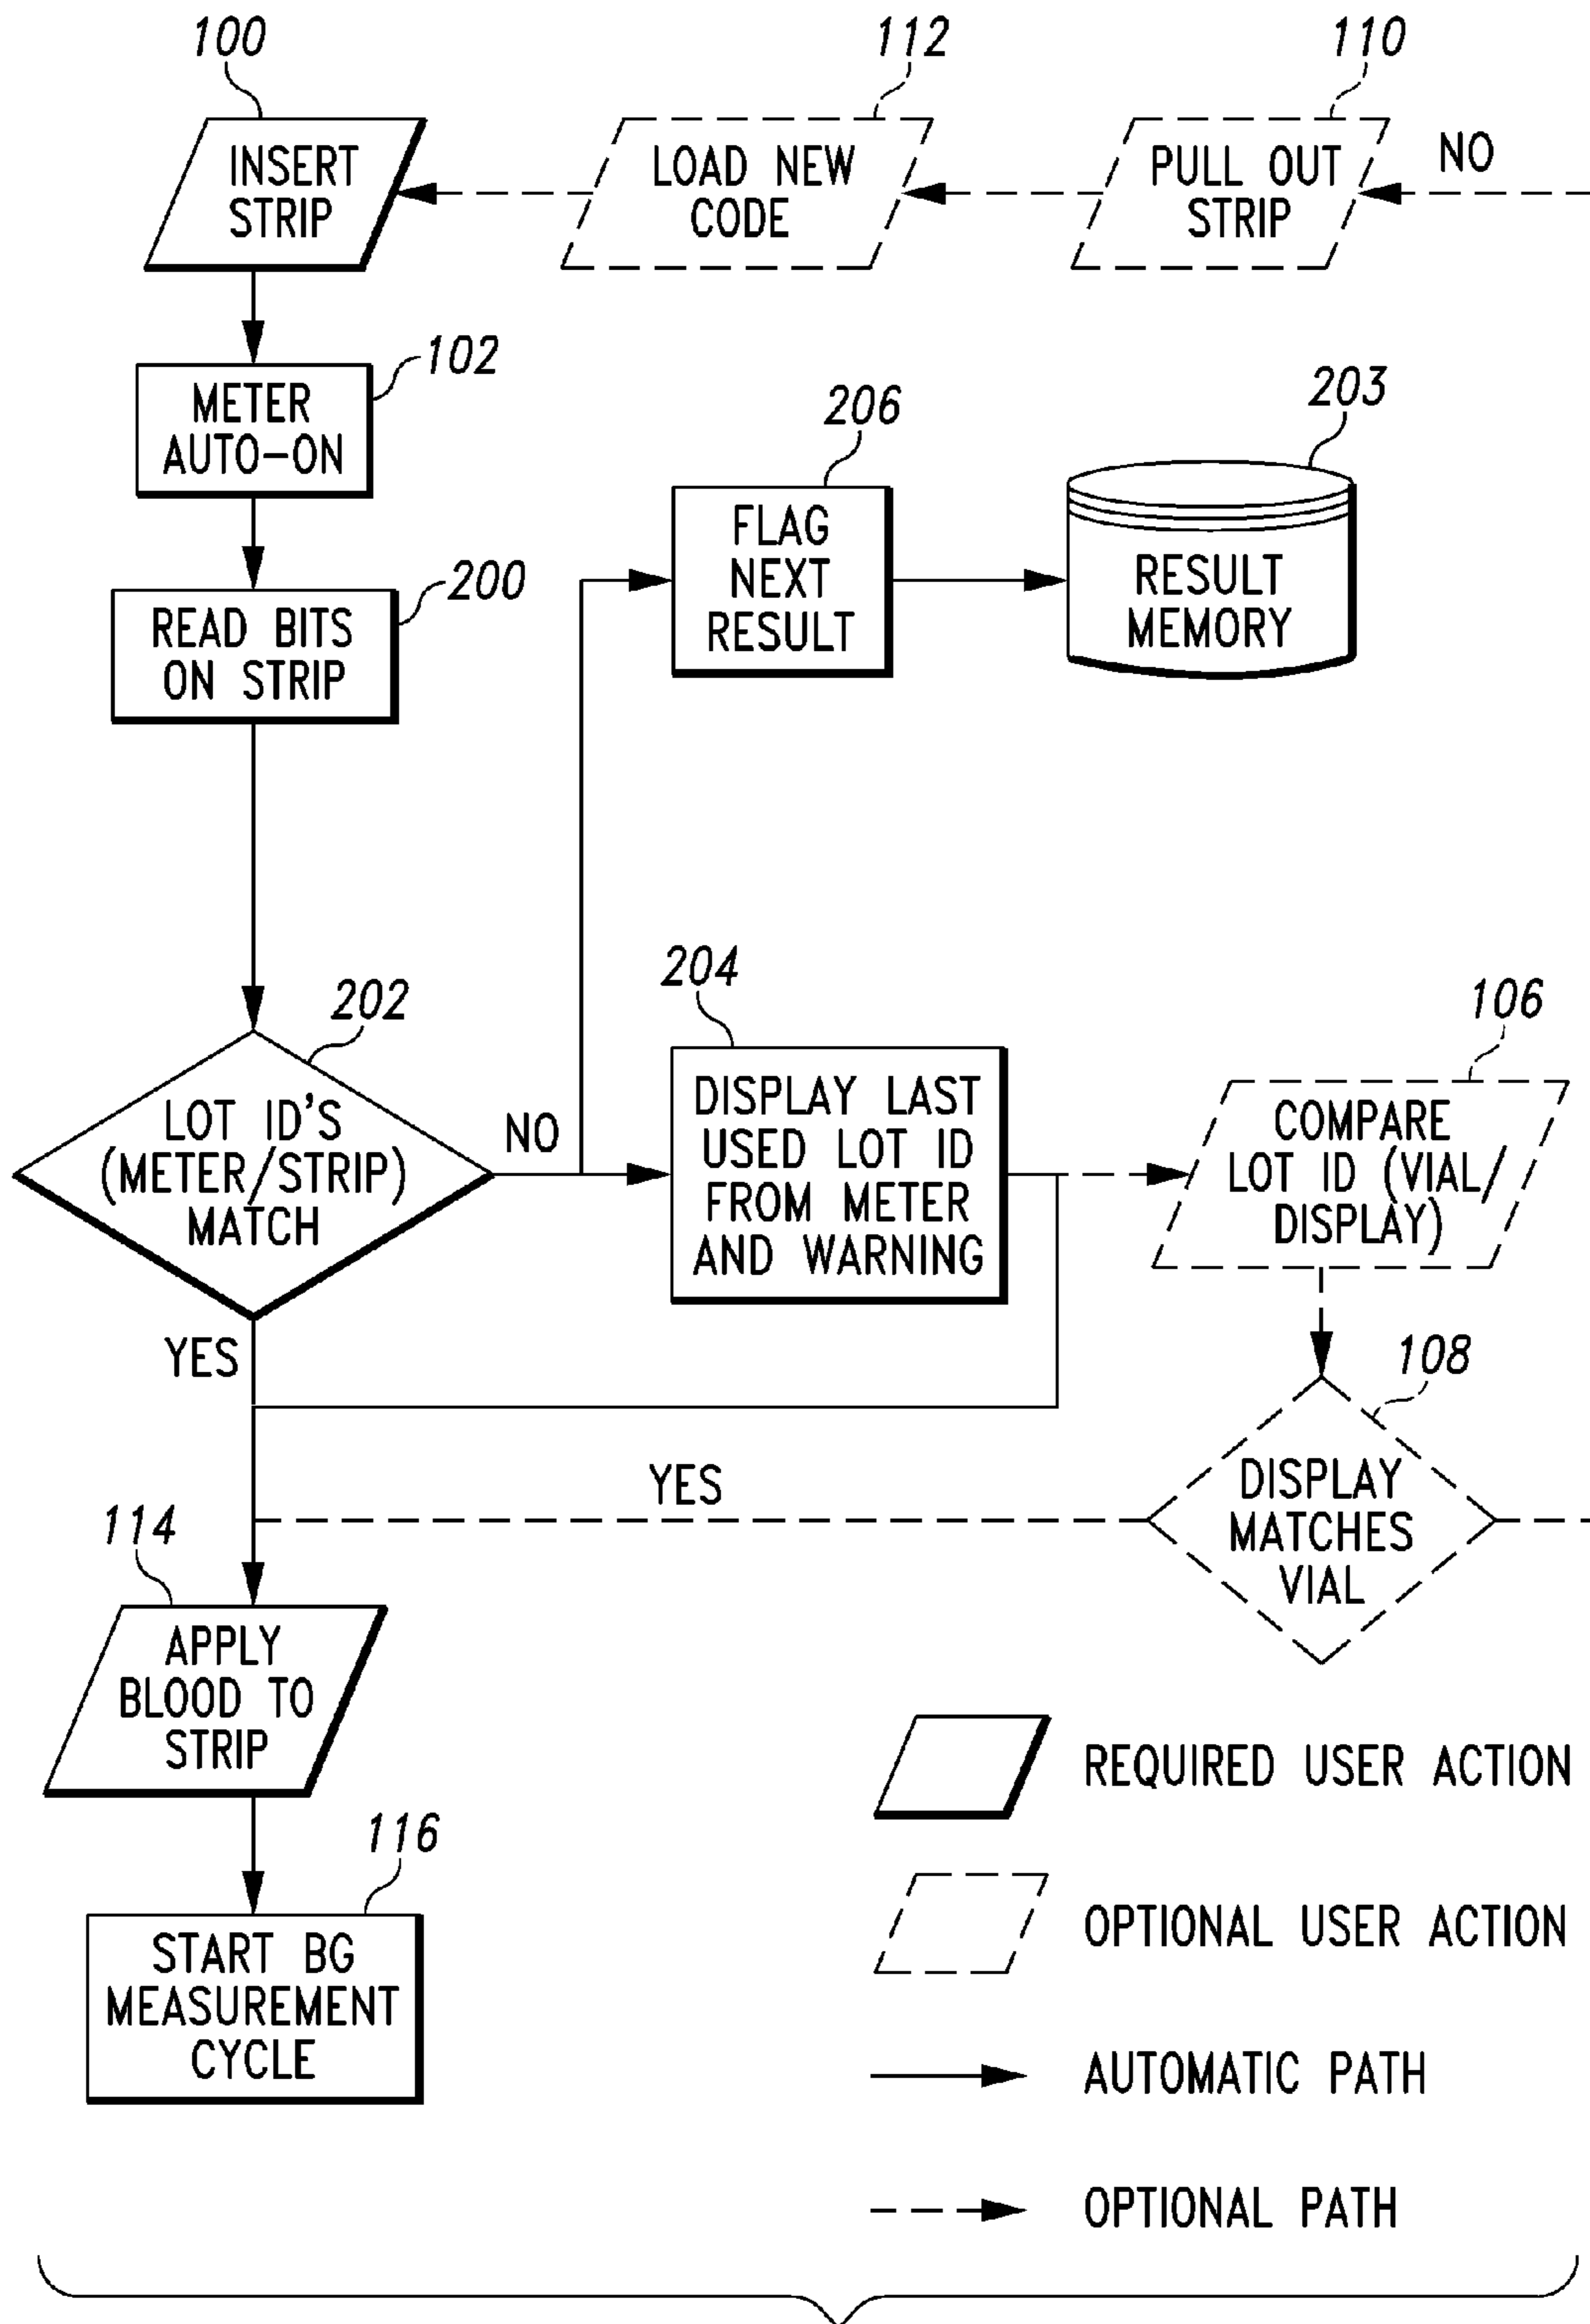 100
112
110
INSERT
STRIP
LOAD NEW
CODE
PULL OUT
STRIP
NO
102
METER
AUTO-ON
206
203
FLAG
NEXT
RESULT
RESULT
MEMORY
200
READ BITS
ON STRIP
202
LOT ID'S
(METER/STRIP)
MATCH
NO
YES
204
DISPLAY LAST
USED LOT ID
FROM METER
AND WARNING
106
COMPARE
LOT ID (VIAL/
DISPLAY)
108
DISPLAY
MATCHES
VIAL
YES
114
APPLY
BLOOD TO
STRIP
116
START BG
MEASUREMENT
CYCLE
REQUIRED USER ACTION
OPTIONAL USER ACTION
AUTOMATIC PATH
OPTIONAL PATH